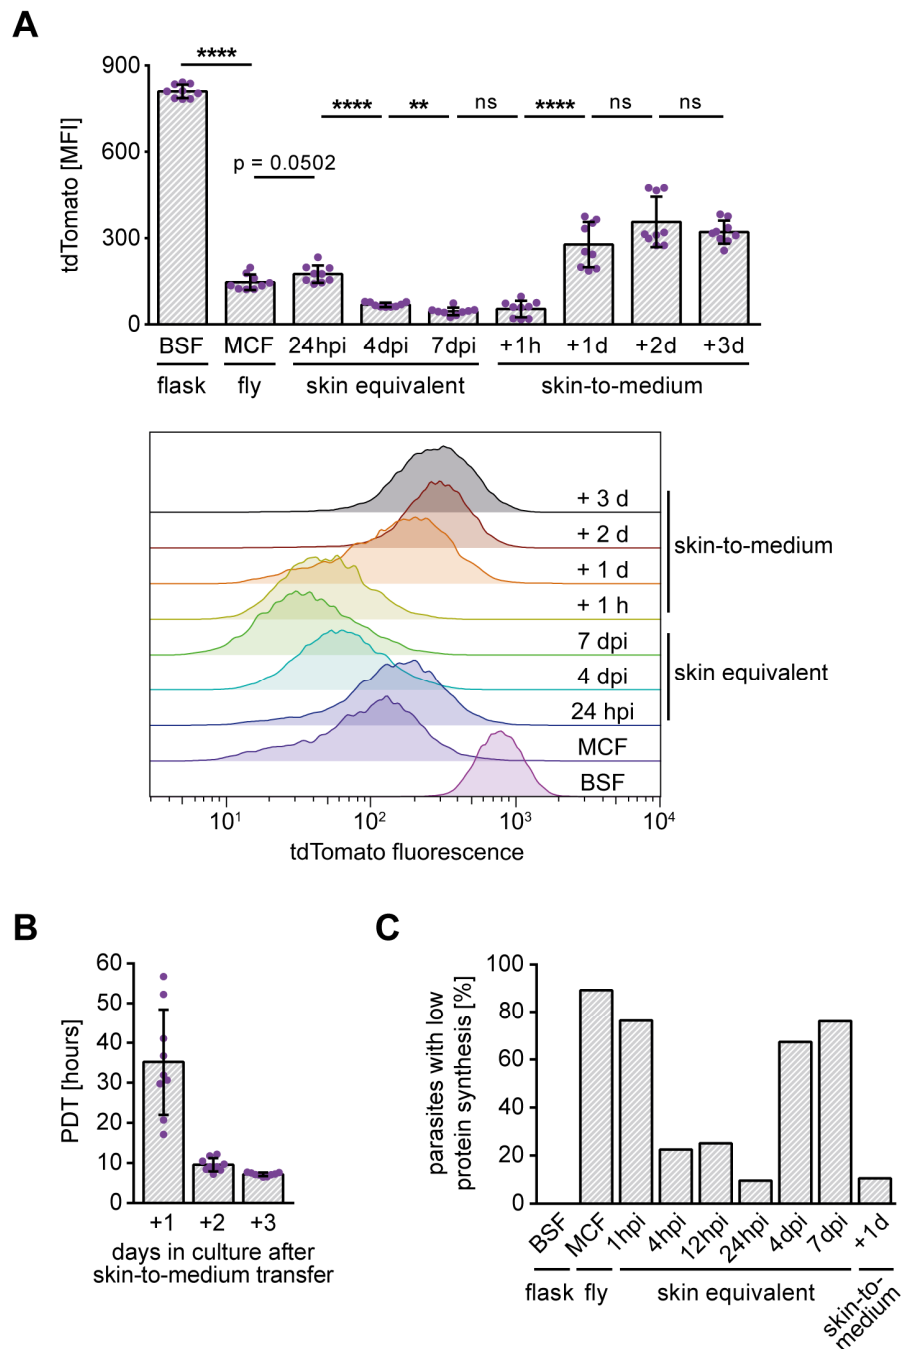 A
tdTomato [MFI]
900
600
300
0
****
p = 0.0502
**** ** ns **** ns ns
BSF MCF 24hpi 4dpi 7dpi +1h +1d +2d +3d
flask fly skin equivalent skin-to-medium
+ 3 d
+ 2 d
+ 1 d
+ 1 h
7 dpi
4 dpi
24 hpi
MCF
BSF
skin-to-medium
skin equivalent
10¹ 10² 10³ 10⁴
tdTomato fluorescence
B
PDT [hours]
60
50
40
30
20
10
0
+1 +2 +3
days in culture after
skin-to-medium transfer
C
parasites with low
protein synthesis [%]
100
80
60
40
20
0
BSF MCF 1hpi 4hpi 12hpi 24hpi 4dpi 7dpi +1d
flask fly skin equivalent
skin-to-
medium